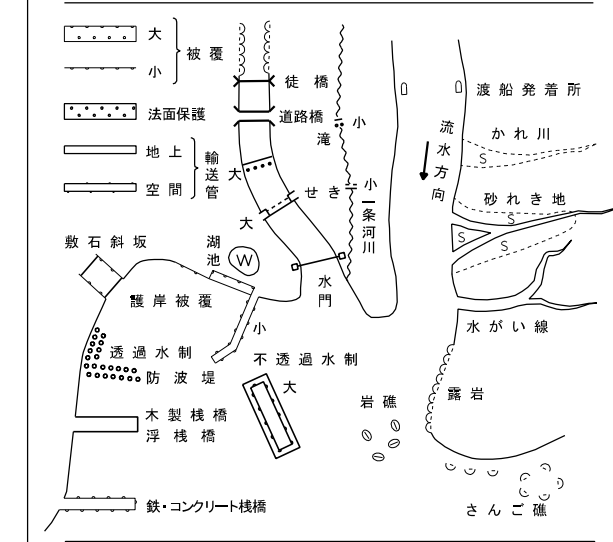 大
小
被覆
法面保護
地上
空間
輸送管
徒橋
道路橋
小
滝
大
せき
小
大
一条河川
水門
流水方向
渡船発着所
かれ川
S
砂れき地
S
S
S
敷石斜坂
湖池
W
護岸被覆
小
透過水制
防波堤
不透過水制
大
木製桟橋
浮桟橋
鉄・コンクリート桟橋
岩礁
水がい線
露岩
さんご礁